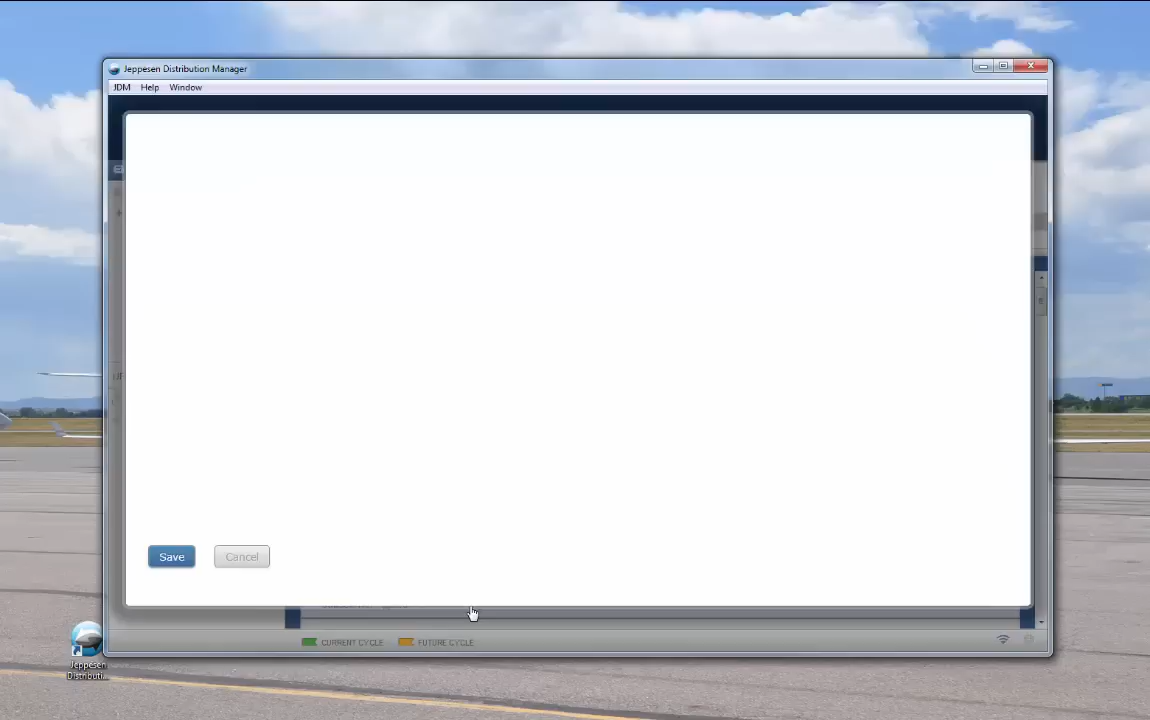 Jeppesen Distribution Manager
JDM Help Window
Save Cancel
CURRENT CYCLE FUTURE CYCLE
Jeppesen
Distributi...